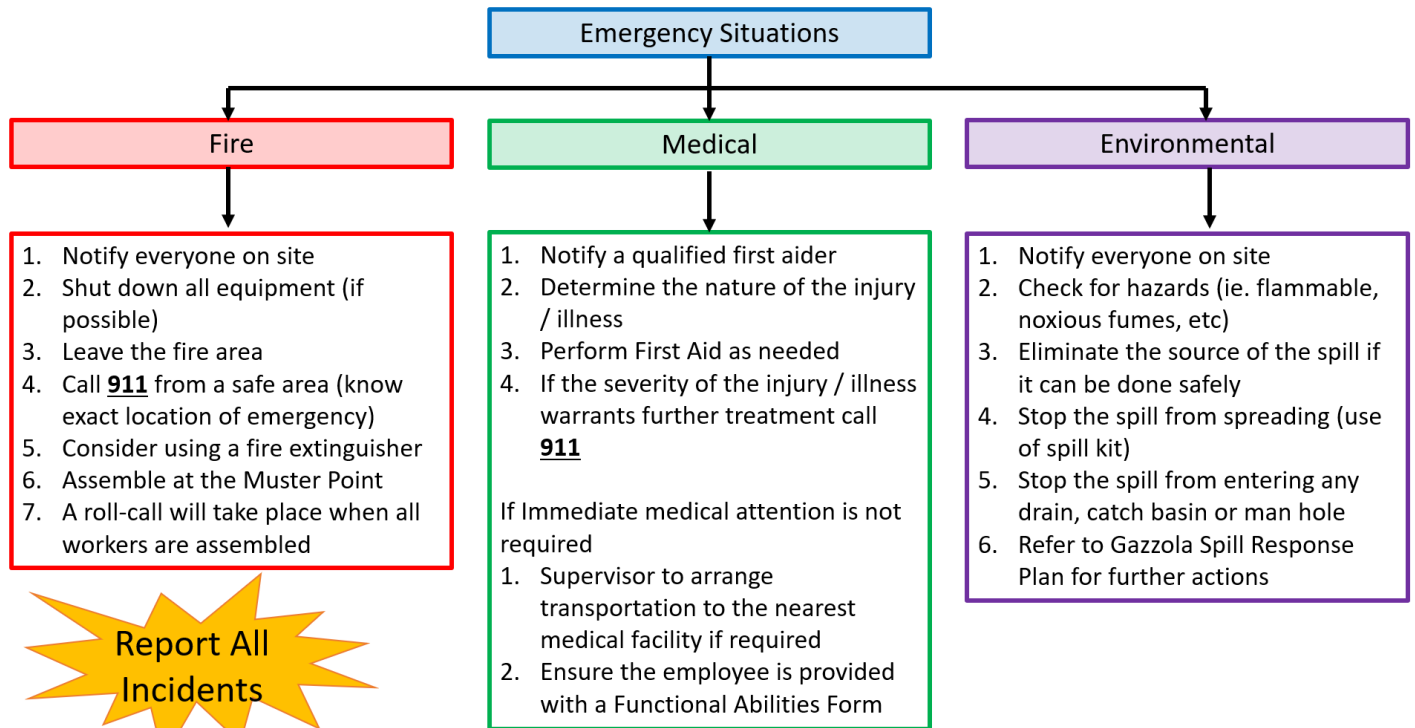 Emergency Situations
Fire
1. Notify everyone on site
2. Shut down all equipment (if
possible)
3. Leave the fire area
4. Call 911 from a safe area (know
exact location of emergency)
5. Consider using a fire extinguisher
6. Assemble at the Muster Point
7. A roll-call will take place when all
workers are assembled
Report All
Incidents
Medical
1. Notify a qualified first aider
2. Determine the nature of the injury
/ illness
3. Perform First Aid as needed
4. If the severity of the injury / illness
warrants further treatment call
911
If Immediate medical attention is not
required
1. Supervisor to arrange
transportation to the nearest
medical facility if required
2. Ensure the employee is provided
with a Functional Abilities Form
Environmental
1. Notify everyone on site
2. Check for hazards (ie. flammable,
noxious fumes, etc)
3. Eliminate the source of the spill if
it can be done safely
4. Stop the spill from spreading (use
of spill kit)
5. Stop the spill from entering any
drain, catch basin or man hole
6. Refer to Gazzola Spill Response
Plan for further actions